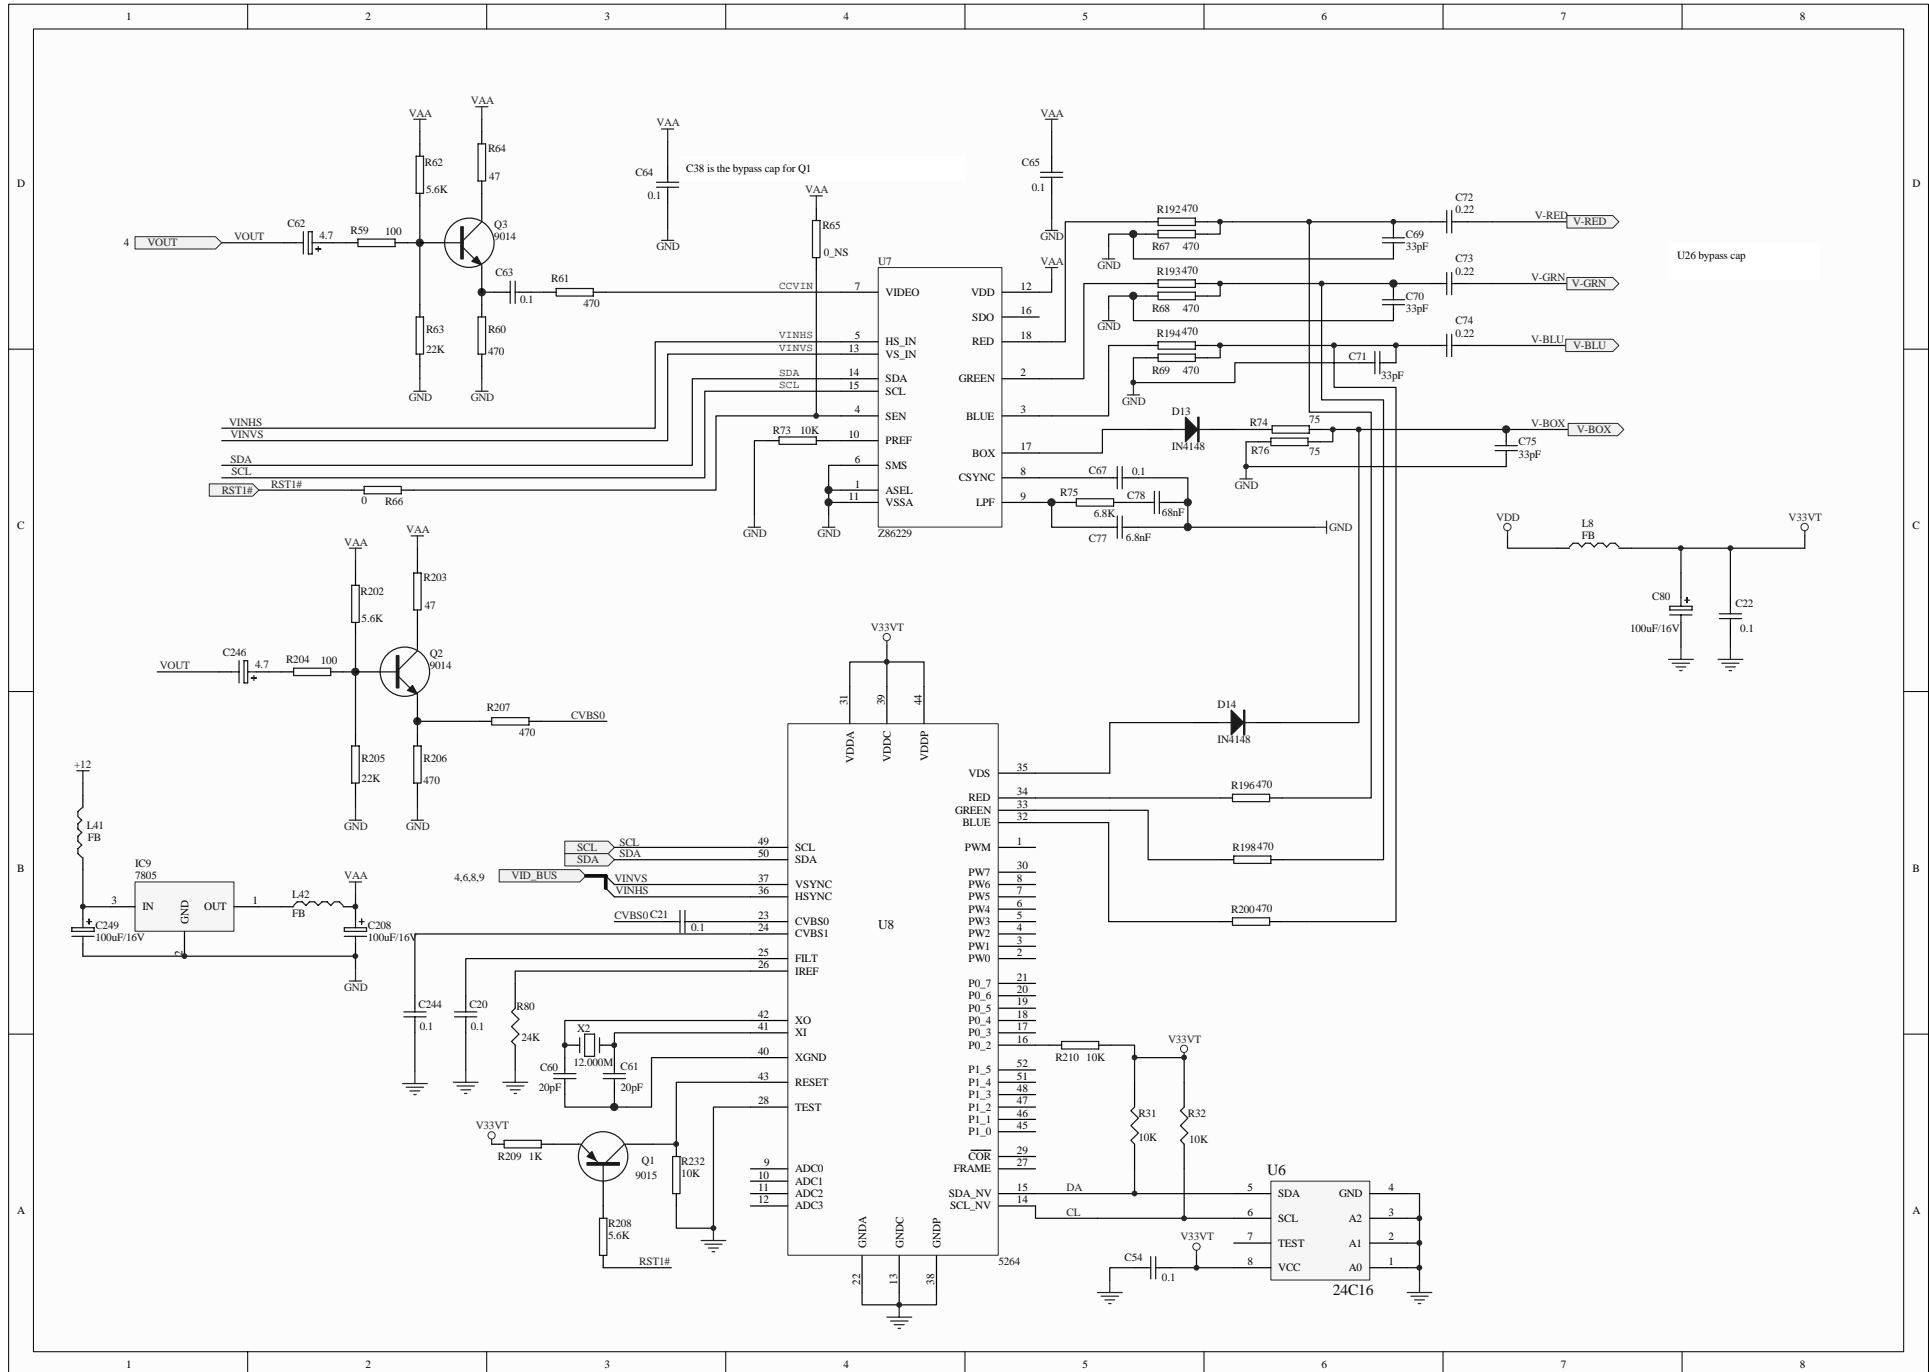 1 2 3 4 5 6 7 8
D
C
B
A
D
C
B
A
4 VOUT VOUT
C62 4.7
R59 100
VAA
R62
5.6K
VAA
R64
47
Q3
9014
R63
22K
GND
R60
470
GND
C63
0.1
R61
470
VAA
C64
0.1
GND
C38 is the bypass cap for Q1
VAA
R65
0_NS
VAA
C65
0.1
GND
VAA
U7
CCVIN 7 VIDEO
VINHS 5 HS_IN
VINVS 13 VS_IN
SDA 14 SDA
SCL 15 SCL
4 SEN
10 PREF
6 SMS
1 ASEL
11 VSSA
VDD 12
SDO 16
RED 18
GREEN 2
BLUE 3
BOX 17
CSYNC 8
LPF 9
Z86229
R73 10K
GND
GND
VINHS
VINVS
SDA
SCL
RST1# RST1#
0 R66
R192 470
R67 470
GND
C69
33pF
C72
0.22
V-RED V-RED
R193 470
R68 470
GND
C70
33pF
C73
0.22
V-GRN V-GRN
R194 470
R69 470
GND
C71
33pF
C74
0.22
V-BLU V-BLU
D13
IN4148
R74 75
R76 75
GND
C75
33pF
V-BOX V-BOX
C67 0.1
R75
6.8K
C78
68nF
C77 6.8nF
GND
U26 bypass cap
VDD
L8
FB
V33VT
C80
100uF/16V
C22
0.1
VAA
R202
5.6K
VAA
R203
47
VOUT
C246 4.7
R204 100
Q2
9014
R207
470
CVBS0
R205
22K
GND
R206
470
GND
+12
L41
FB
IC9
7805
3 IN GND OUT 1
2
L42
FB
VAA
C249
100uF/16V
C208
100uF/16V
GND
V33VT
31 39 44
VDDA VDDC VDDP
SCL SCL 49 SCL
SDA SDA 50 SDA
4,6,8,9 VID_BUS
VINVS 37 VSYNC
VINHS 36 HSYNC
CVBS0 C21 0.1
23 CVBS0
24 CVBS1
25 FILT
26 IREF
42 XO
41 XI
40 XGND
43 RESET
28 TEST
9 ADC0
10 ADC1
11 ADC2
12 ADC3
U8
VDS 35
RED 34
GREEN 33
BLUE 32
PWM 1
PW7 30
PW6 8
PW5 7
PW4 6
PW3 5
PW2 4
PW1 3
PW0 2
P0_7 21
P0_6 20
P0_5 19
P0_4 18
P0_3 17
P0_2 16
P1_5 52
P1_4 51
P1_3 48
P1_2 47
P1_1 46
P1_0 45
COR 29
FRAME 27
SDA_NV 15 DA
SCL_NV 14 CL
GNDA GNDC GNDP
22 13 38
5264
C244
0.1
C20
0.1
R80
24K
X2
12.000M
C60
20pF
C61
20pF
V33VT
R209 1K
Q1
9015
R232
10K
R208
5.6K
RST1#
D14
IN4148
R196 470
R198 470
R200 470
R210 10K
V33VT
R31
10K
R32
10K
U6
5 SDA GND 4
6 SCL A2 3
7 TEST A1 2
8 VCC A0 1
24C16
V33VT
C54
0.1
1 2 3 4 5 6 7 8